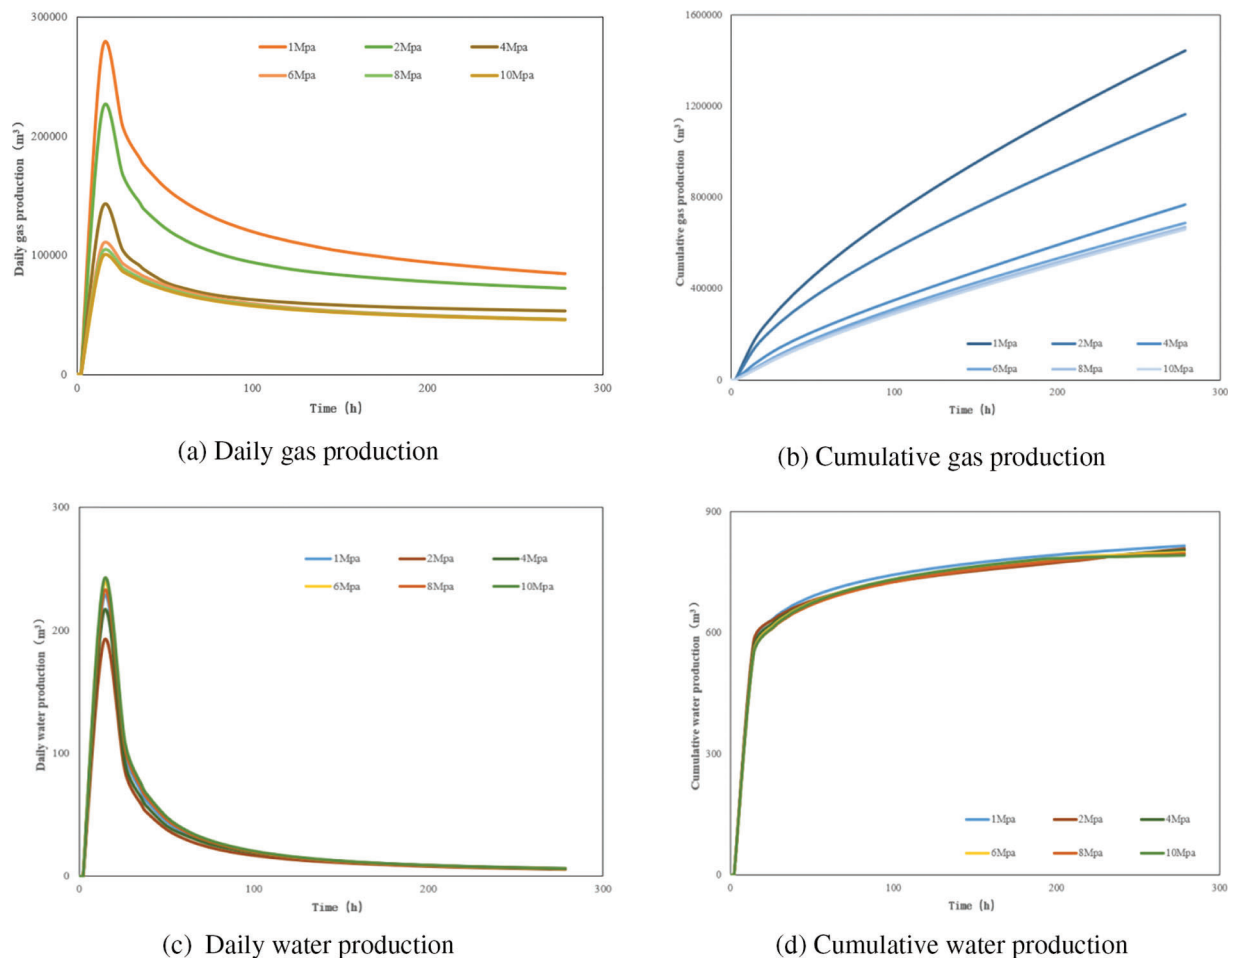 300000
200000
100000
0
0
100
200
300
Daily gas production (m³)
Time (h)
1Mpa 2Mpa 4Mpa
6Mpa 8Mpa 10Mpa
(a) Daily gas production
1600000
1200000
800000
400000
0
0
100
200
300
Cumulative gas production (m³)
Time (h)
1Mpa 2Mpa 4Mpa
6Mpa 8Mpa 10Mpa
(b) Cumulative gas production
300
200
100
0
0
100
200
300
Daily water production (m³)
Time (h)
1Mpa 2Mpa 4Mpa
6Mpa 8Mpa 10Mpa
(c) Daily water production
900
600
300
0
0
100
200
300
Cumulative water production (m³)
Time (h)
1Mpa 2Mpa 4Mpa
6Mpa 8Mpa 10Mpa
(d) Cumulative water production